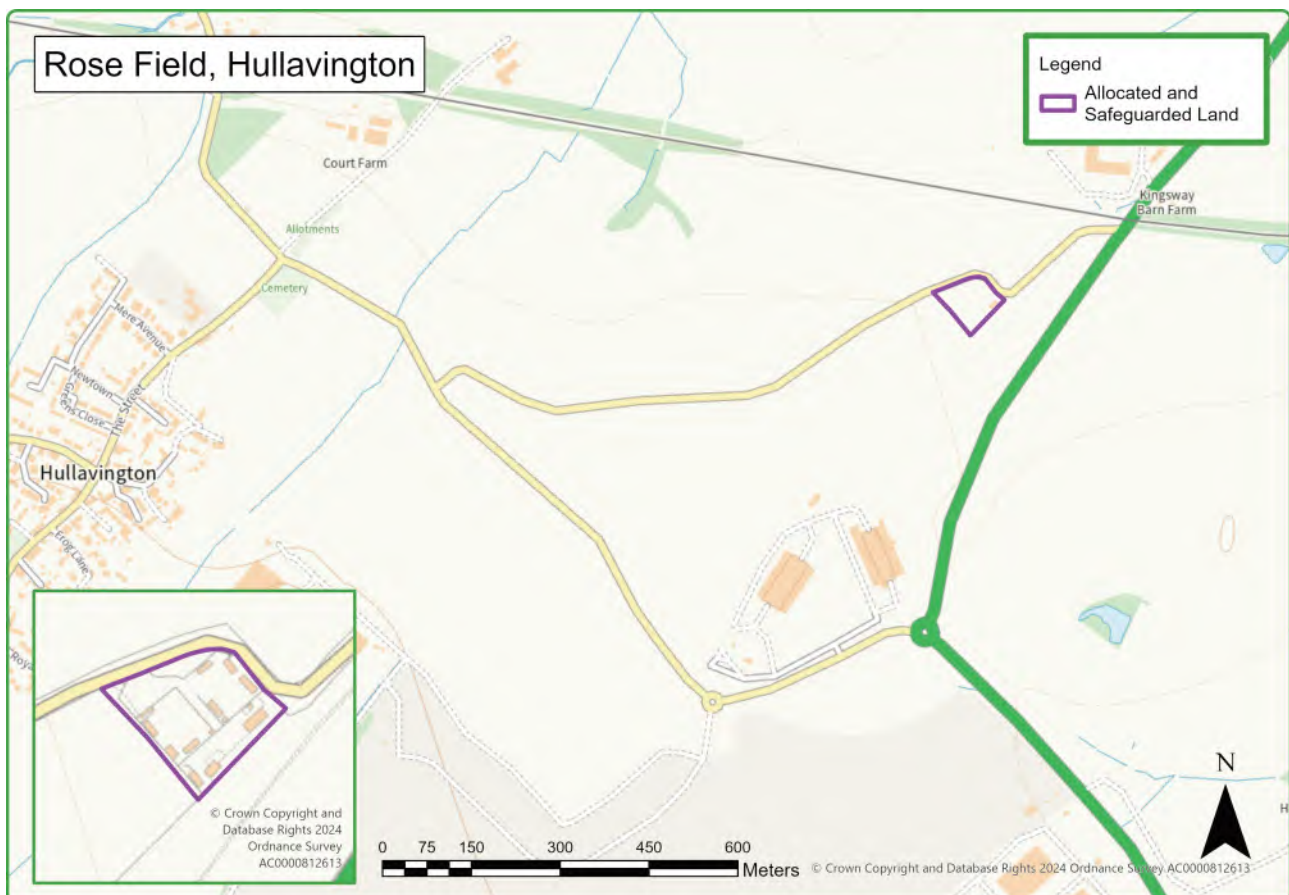 Rose Field, Hullavington
Legend
Allocated and
Safeguarded Land
Court Farm
Kingsway
Barn Farm
Allotments
Cemetery
Mere Avenue
Newtown
Greens Close
The Street
Hullavington
Frog Lane
Roya
© Crown Copyright and
Database Rights 2024
Ordnance Survey
AC0000812613
0 75 150 300 450 600
Meters
© Crown Copyright and Database Rights 2024 Ordnance Survey AC0000812613
N
H